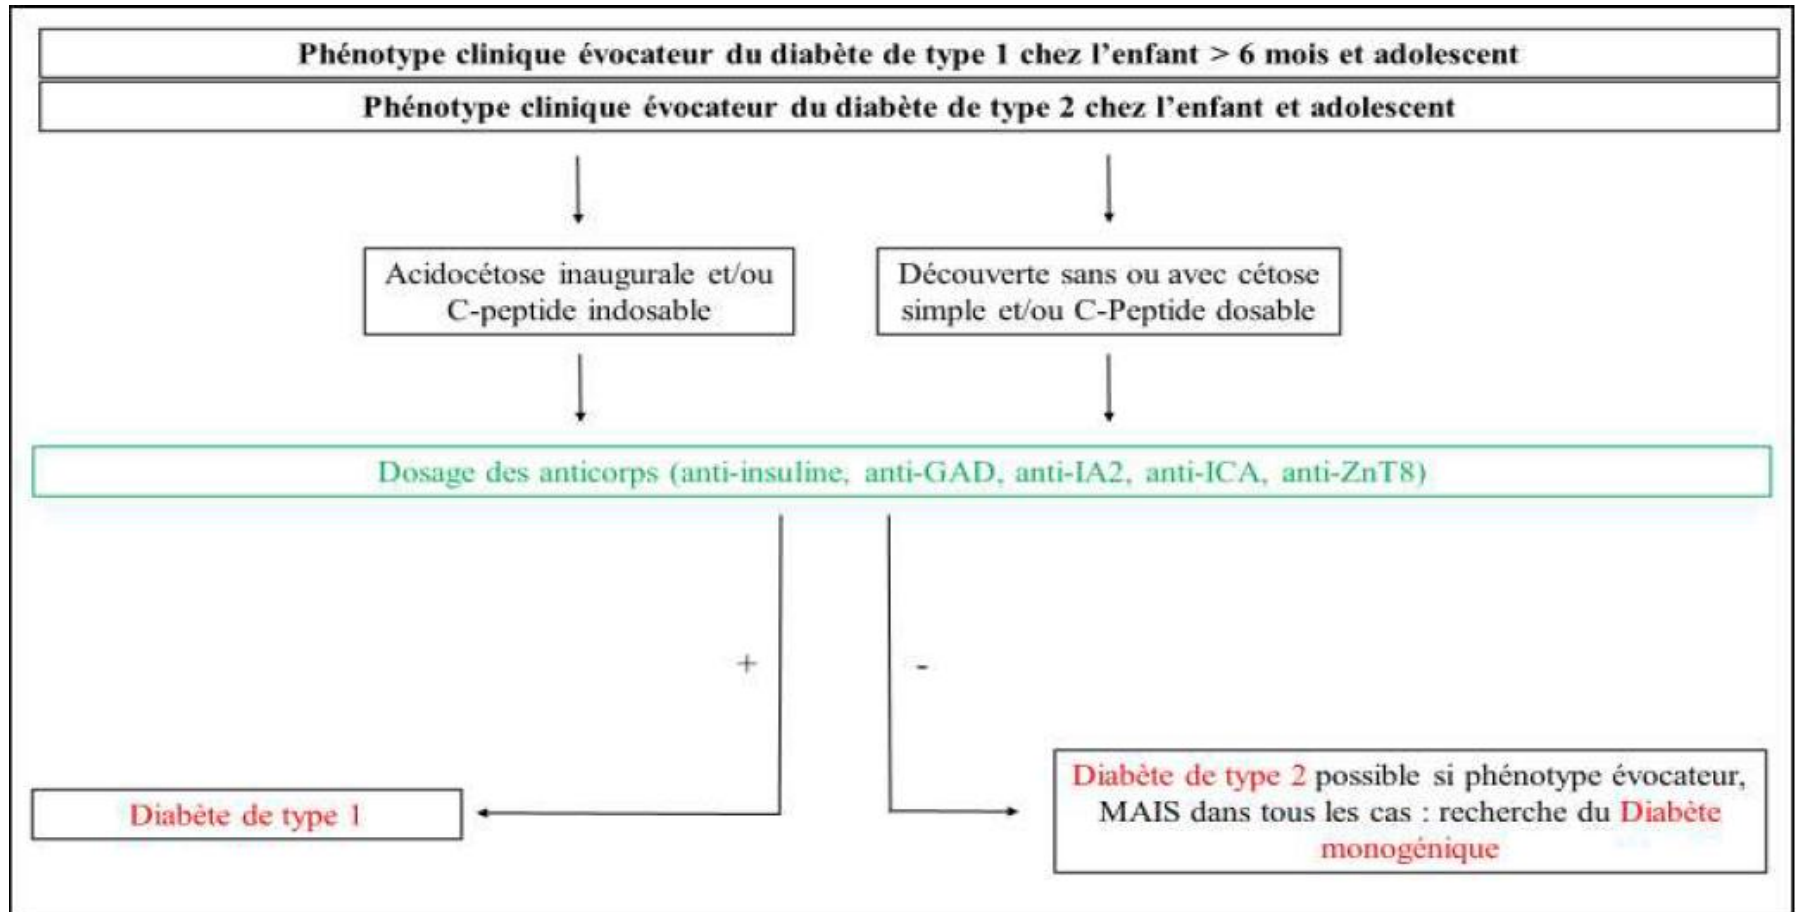 Phénotype clinique évocateur du diabète de type 1 chez l'enfant > 6 mois et adolescent
Phénotype clinique évocateur du diabète de type 2 chez l'enfant et adolescent
Acidocétose inaugurale et/ou
C-peptide indosable
Découverte sans ou avec cétose
simple et/ou C-Peptide dosable
Dosage des anticorps (anti-insuline, anti-GAD, anti-IA2, anti-ICA, anti-ZnT8)
+
-
Diabète de type 1
Diabète de type 2 possible si phénotype évocateur,
MAIS dans tous les cas : recherche du Diabète
monogénique